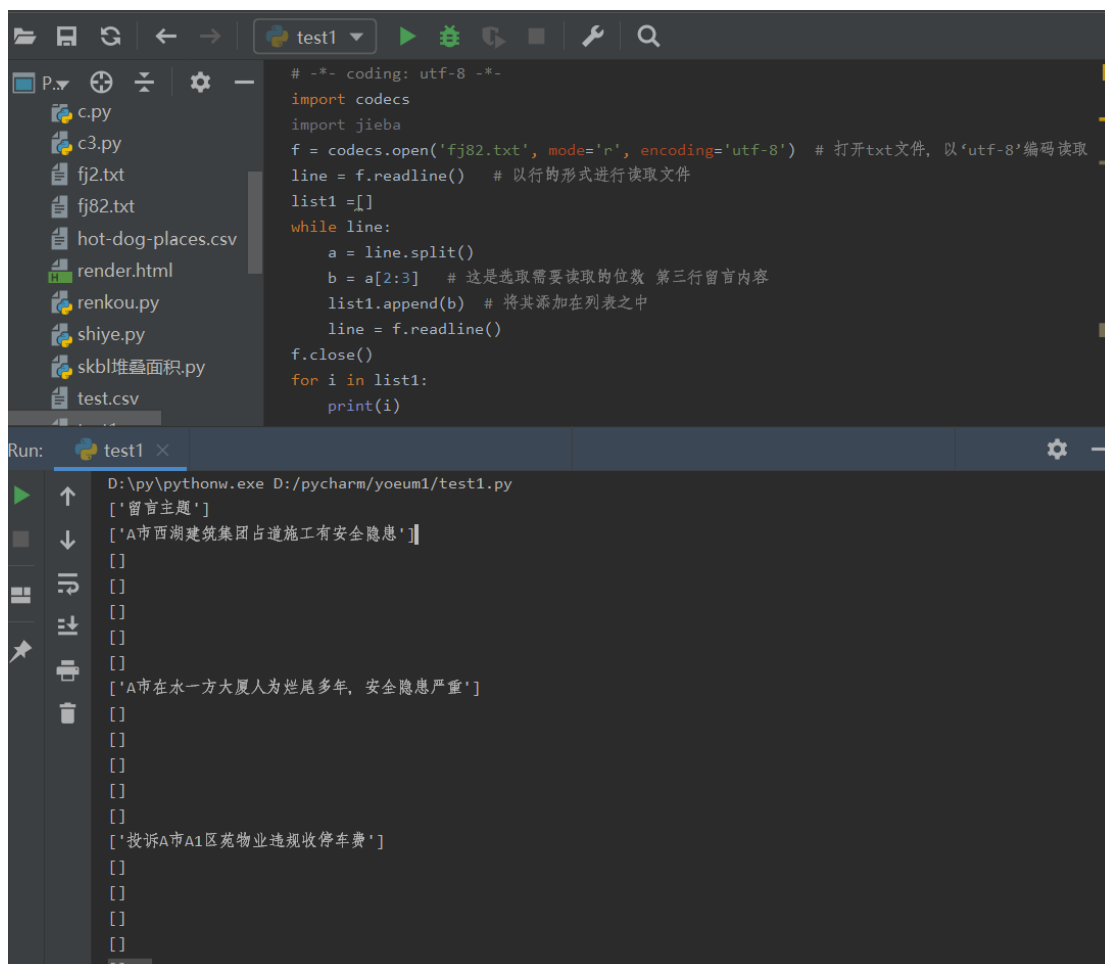 test1
P..
c.py
c3.py
fj2.txt
fj82.txt
hot-dog-places.csv
render.html
renkou.py
shiye.py
skbl堆叠面积.py
test.csv
# -*- coding: utf-8 -*-
import codecs
import jieba
f = codecs.open('fj82.txt', mode='r', encoding='utf-8')  # 打开txt文件, 以‘utf-8’编码读取
line = f.readline()   # 以行的形式进行读取文件
list1 =[]
while line:
    a = line.split()
    b = a[2:3]   # 这是选取需要读取的位数 第三行留言内容
    list1.append(b)  # 将其添加在列表之中
    line = f.readline()
f.close()
for i in list1:
    print(i)
Run:
test1
D:\py\pythonw.exe D:/pycharm/yoeum1/test1.py
['留言主题']
['A市西湖建筑集团占道施工有安全隐患']
[]
[]
[]
[]
[]
['A市在水一方大厦人为烂尾多年, 安全隐患严重']
[]
[]
[]
[]
[]
['投诉A市A1区苑物业违规收停车费']
[]
[]
[]
[]